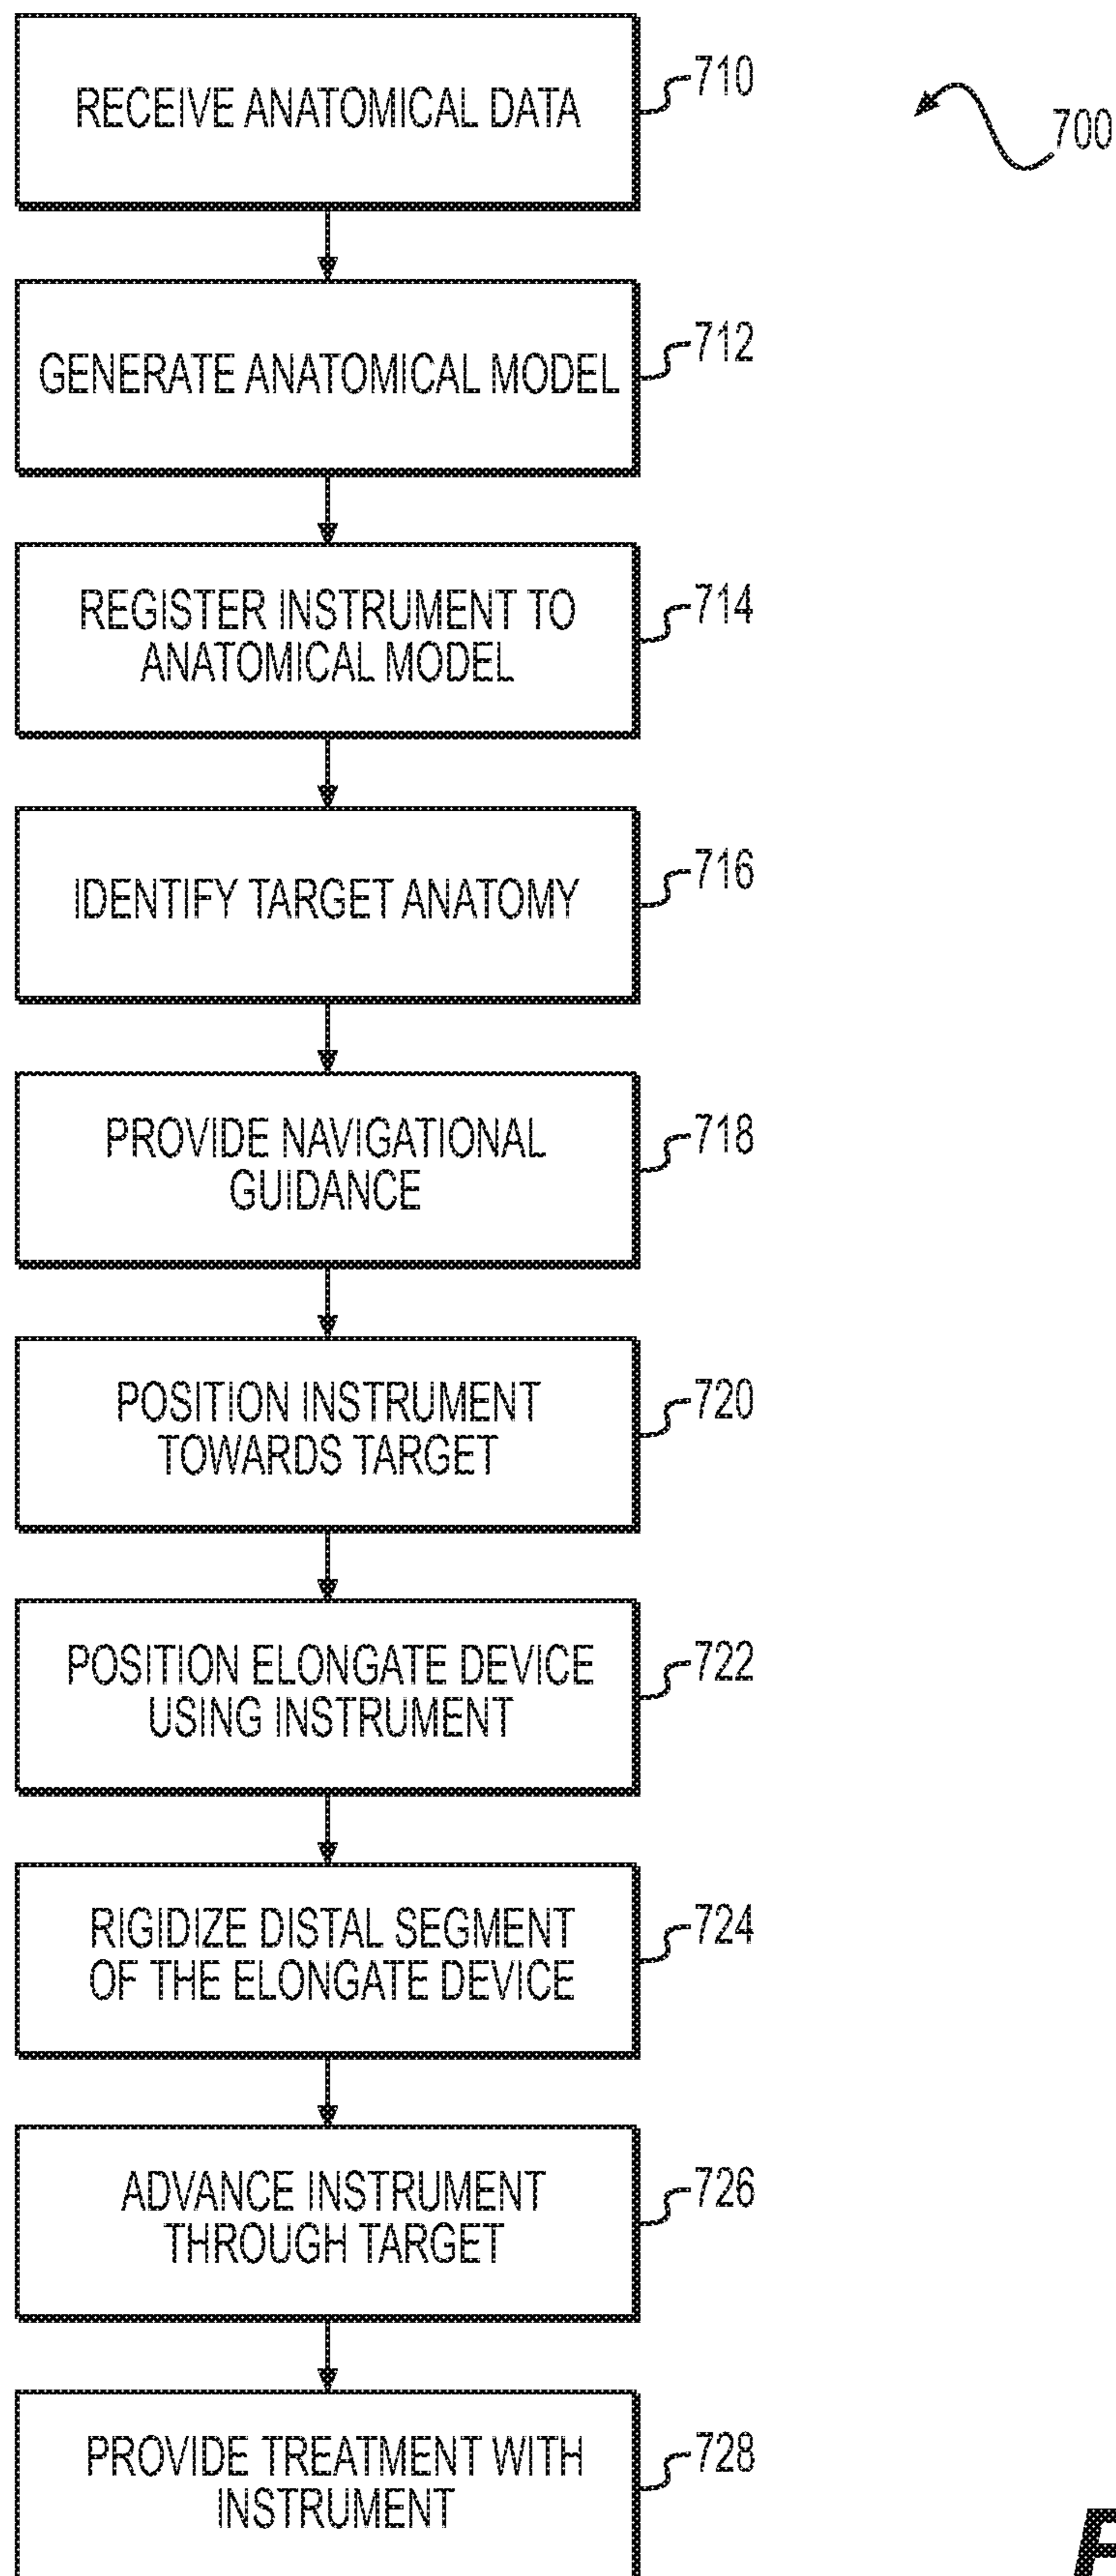 RECEIVE ANATOMICAL DATA
710
700
GENERATE ANATOMICAL MODEL
712
REGISTER INSTRUMENT TO
ANATOMICAL MODEL
714
IDENTIFY TARGET ANATOMY
716
PROVIDE NAVIGATIONAL
GUIDANCE
718
POSITION INSTRUMENT
TOWARDS TARGET
720
POSITION ELONGATE DEVICE
USING INSTRUMENT
722
RIGIDIZE DISTAL SEGMENT
OF THE ELONGATE DEVICE
724
ADVANCE INSTRUMENT
THROUGH TARGET
726
PROVIDE TREATMENT WITH
INSTRUMENT
728